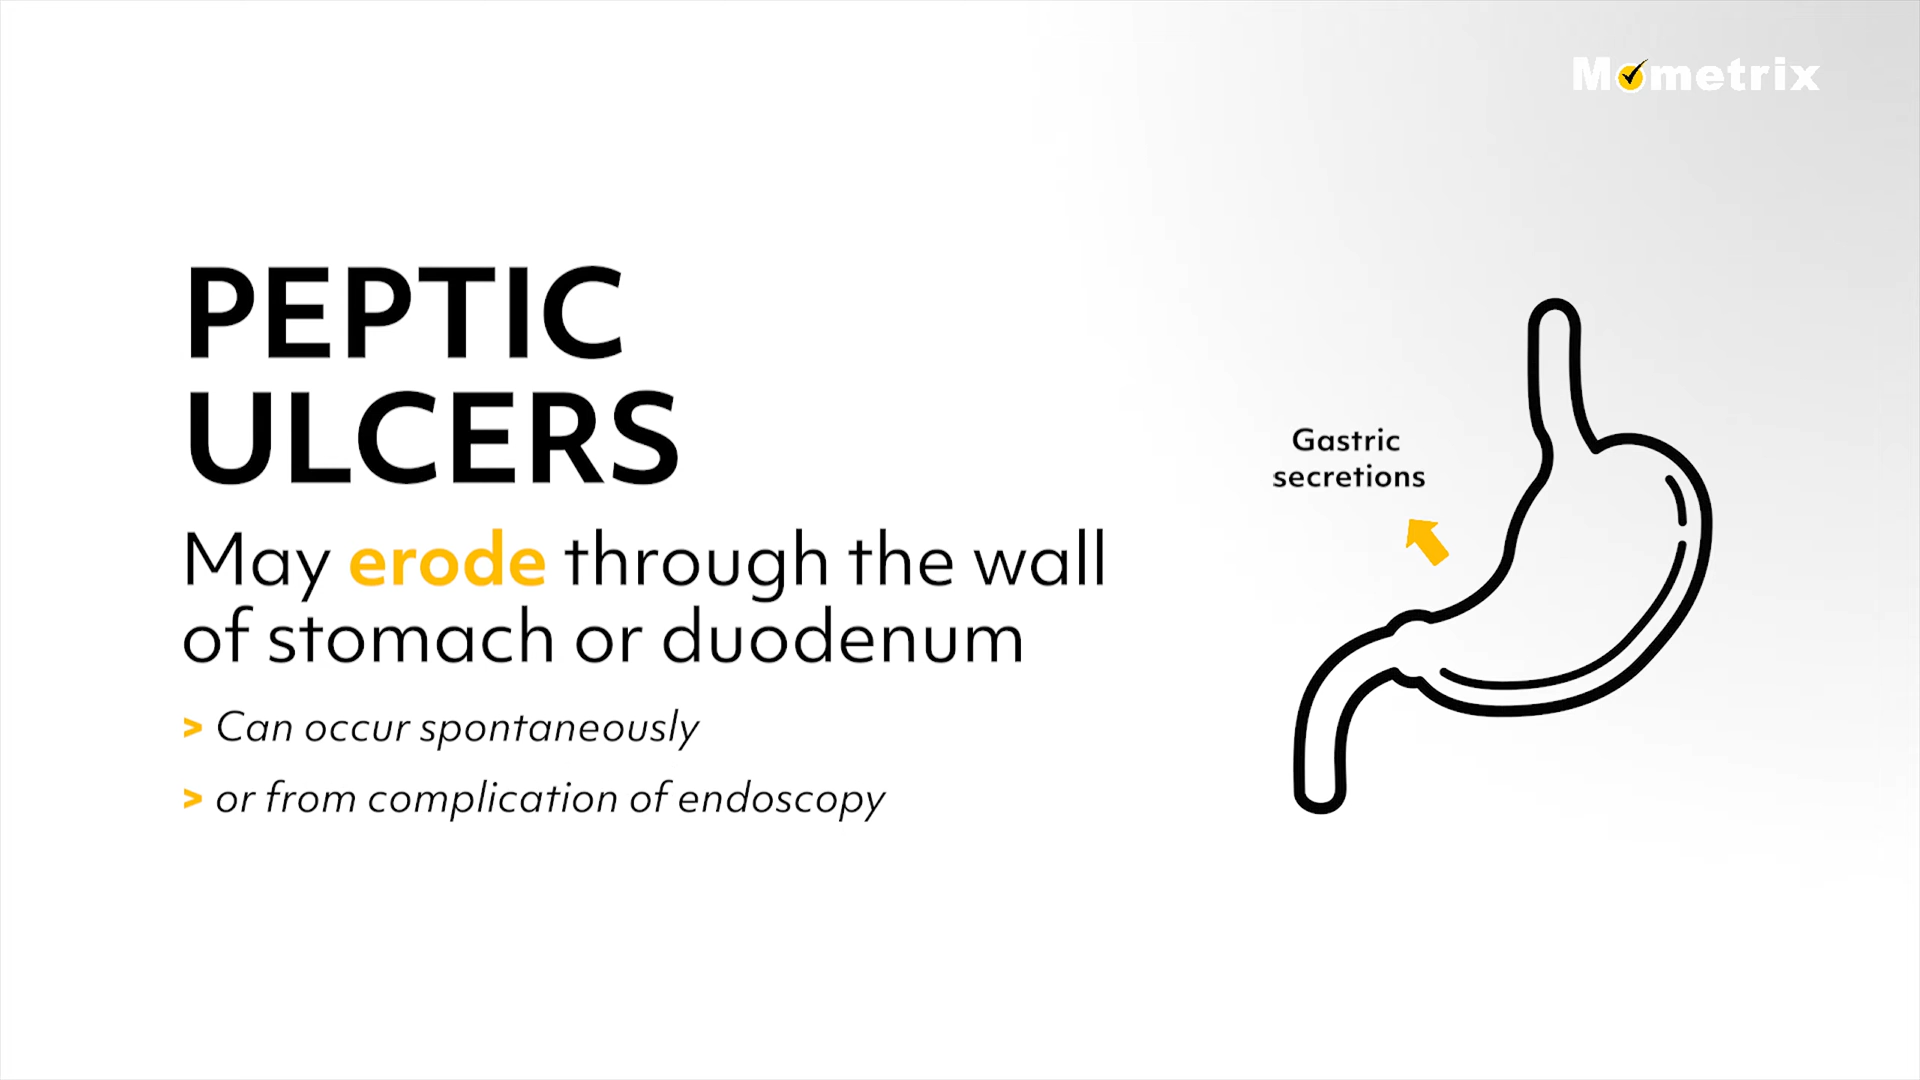 Mometrix
PEPTIC
ULCERS
May erode through the wall
of stomach or duodenum
> Can occur spontaneously
> or from complication of endoscopy
Gastric
secretions